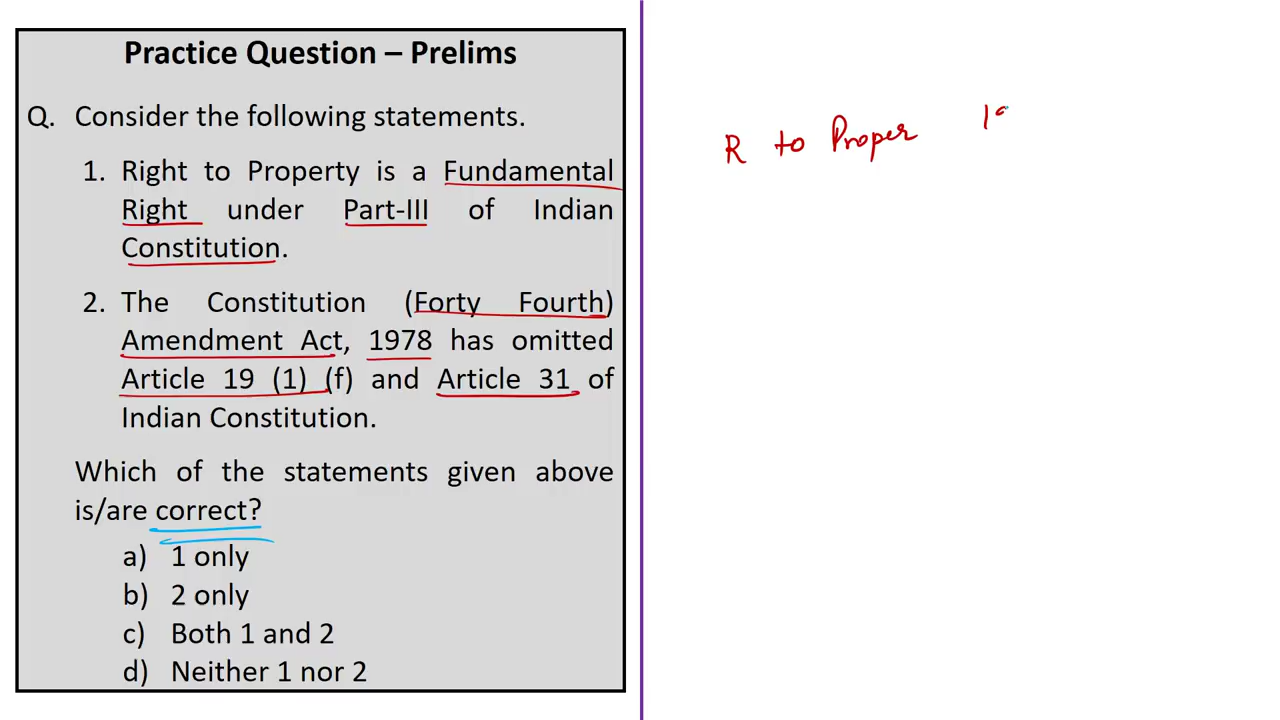 Practice Question – Prelims
Q. Consider the following statements.
1. Right to Property is a Fundamental
Right under Part-III of Indian
Constitution.
2. The Constitution (Forty Fourth)
Amendment Act, 1978 has omitted
Article 19 (1) (f) and Article 31 of
Indian Constitution.
Which of the statements given above
is/are correct?
a) 1 only
b) 2 only
c) Both 1 and 2
d) Neither 1 nor 2
R to Proper